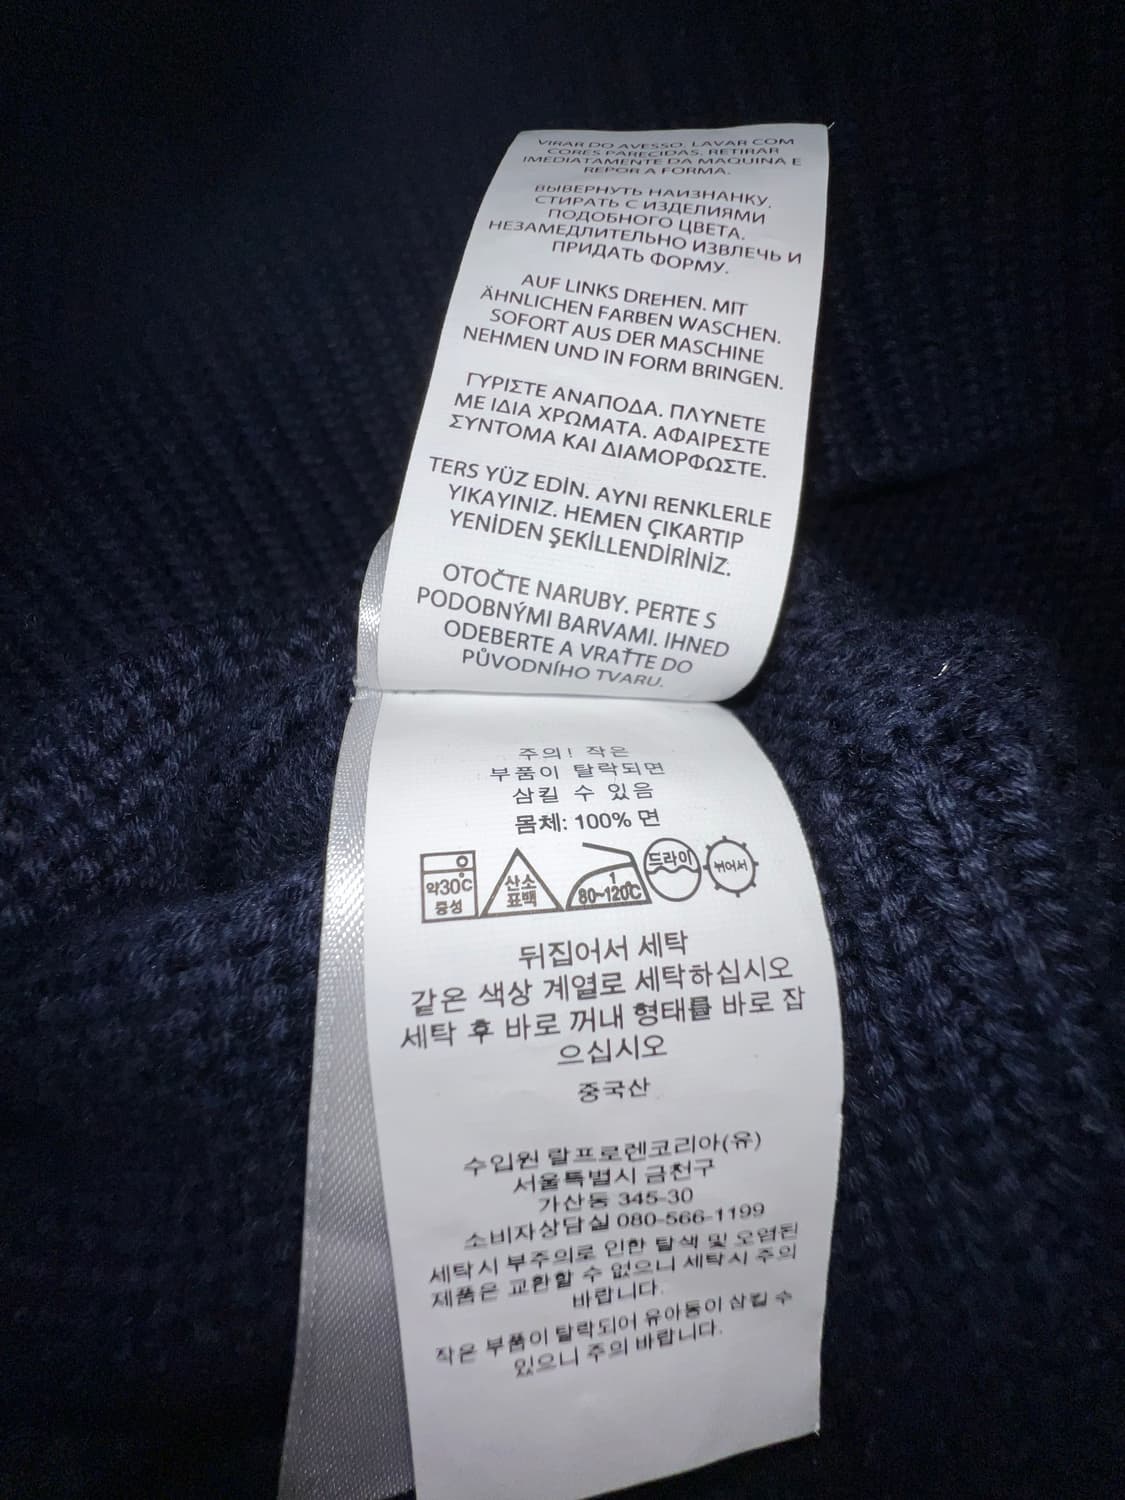 VIRAR DO AVESSO. LAVAR COM
CORES PARECIDAS. RETIRAR
IMEDIATAMENTE DA MAQUINA E
REPOR A FORMA.
ВЫВЕРНУТЬ НАИЗНАНКУ.
СТИРАТЬ С ИЗДЕЛИЯМИ
ПОДОБНОГО ЦВЕТА.
НЕЗАМЕДЛИТЕЛЬНО ИЗВЛЕЧЬ И
ПРИДАТЬ ФОРМУ.
AUF LINKS DREHEN. MIT
ÄHNLICHEN FARBEN WASCHEN.
SOFORT AUS DER MASCHINE
NEHMEN UND IN FORM BRINGEN.
ΓΥΡΙΣΤΕ ΑΝΑΠΟΔΑ. ΠΛΥΝΕΤΕ
ΜΕ ΙΔΙΑ ΧΡΩΜΑΤΑ. ΑΦΑΙΡΕΣΤΕ
ΣΥΝΤΟΜΑ ΚΑΙ ΔΙΑΜΟΡΦΩΣΤΕ.
TERS YÜZ EDİN. AYNI RENKLERLE
YIKAYINIZ. HEMEN ÇIKARTIP
YENİDEN ŞEKİLLENDİRİNİZ.
OTOČTE NARUBY. PERTE S
PODOBNÝMI BARVAMI. IHNED
ODEBERTE A VRAŤTE DO
PŮVODNÍHO TVARU.
주의! 작은
부품이 탈락되면
삼킬 수 있음
몸체: 100% 면
약30℃
중성
산소
표백
1
80~120℃
드라이
뉘어서
뒤집어서 세탁
같은 색상 계열로 세탁하십시오
세탁 후 바로 꺼내 형태를 바로 잡
으십시오
중국산
수입원 랄프로렌코리아(유)
서울특별시 금천구
가산동 345-30
소비자상담실 080-566-1199
세탁시 부주의로 인한 탈색 및 오염된
제품은 교환할 수 없으니 세탁시 주의
바랍니다.
작은 부품이 탈락되어 유아동이 삼킬 수
있으니 주의 바랍니다.